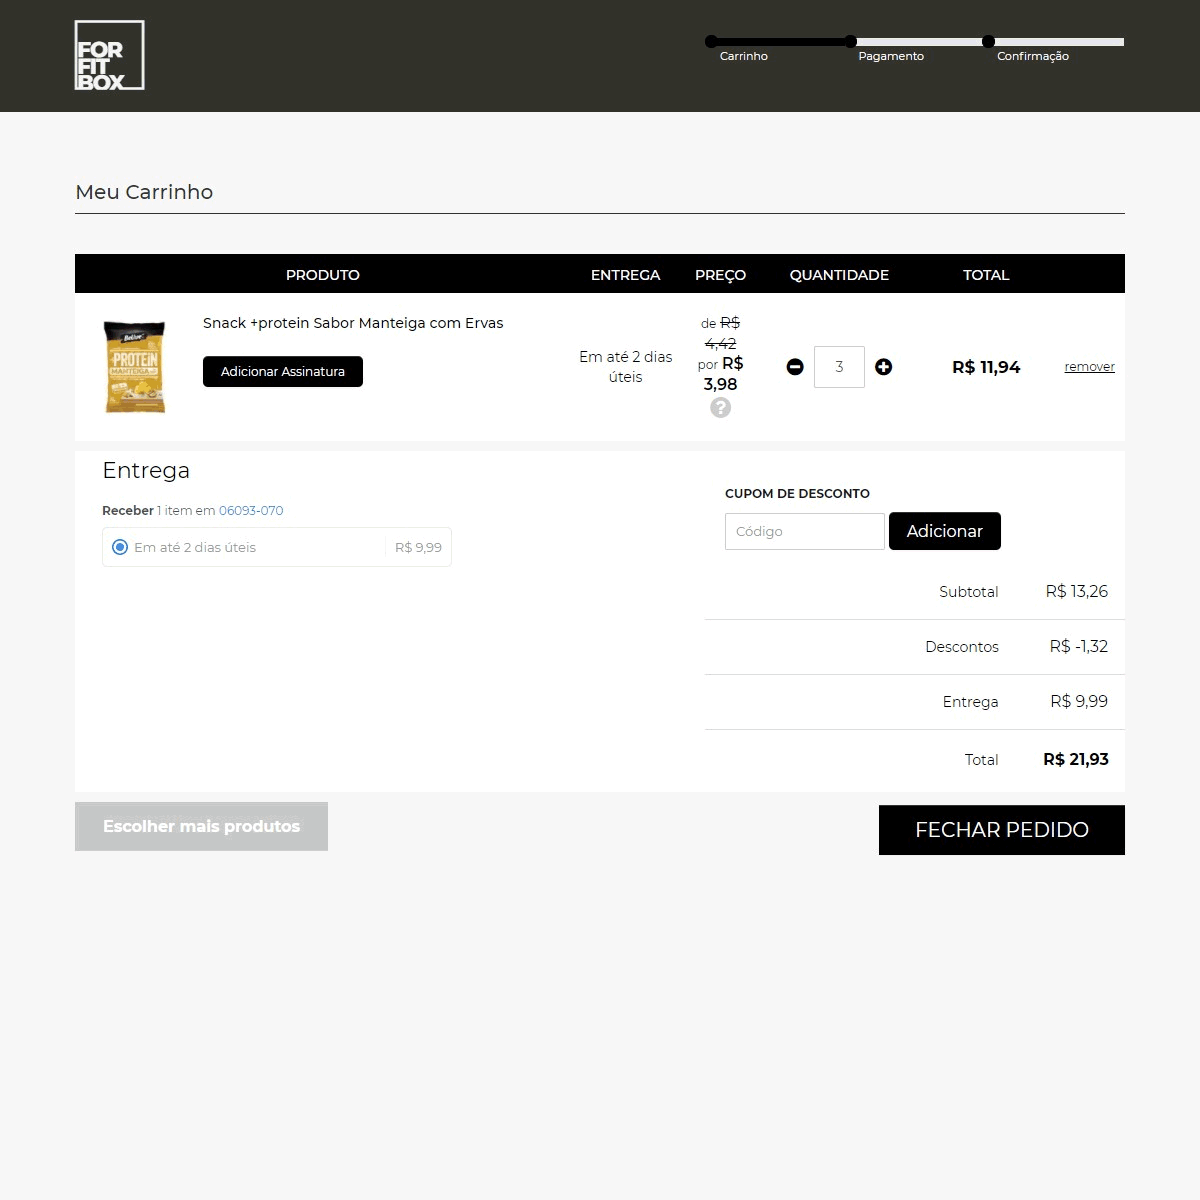 FOR
FIT
BOX
Carrinho
Pagamento
Confirmação
Meu Carrinho
PRODUTO ENTREGA PREÇO QUANTIDADE TOTAL
Belive
+PROTEIN
MANTEIGA
Snack +protein Sabor Manteiga com Ervas
Adicionar Assinatura
Em até 2 dias
úteis
de R$
4,42
por R$
3,98
?
3
R$ 11,94
remover
Entrega
Receber 1 item em 06093-070
Em até 2 dias úteis R$ 9,99
CUPOM DE DESCONTO
Código Adicionar
Subtotal R$ 13,26
Descontos R$ -1,32
Entrega R$ 9,99
Total R$ 21,93
Escolher mais produtos
FECHAR PEDIDO